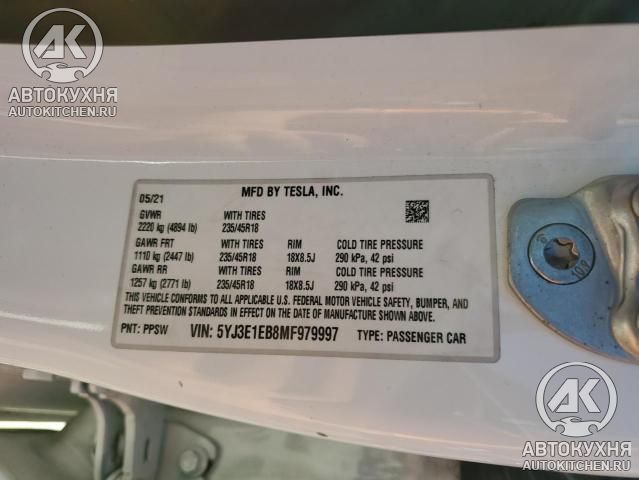 АК
АВТОКУХНЯ
AUTOKITCHEN.RU
MFD BY TESLA, INC.
05/21
GVWR WITH TIRES
2220 kg (4894 lb) 235/45R18
GAWR FRT WITH TIRES RIM COLD TIRE PRESSURE
1110 kg (2447 lb) 235/45R18 18X8.5J 290 kPa, 42 psi
GAWR RR WITH TIRES RIM COLD TIRE PRESSURE
1257 kg (2771 lb) 235/45R18 18X8.5J 290 kPa, 42 psi
THIS VEHICLE CONFORMS TO ALL APPLICABLE U.S. FEDERAL MOTOR VEHICLE SAFETY, BUMPER, AND
THEFT PREVENTION STANDARDS IN EFFECT ON THE DATE OF MANUFACTURE SHOWN ABOVE.
PNT: PPSW VIN: 5YJ3E1EB8MF979997 TYPE: PASSENGER CAR
АК
АВТОКУХНЯ
AUTOKITCHEN.RU